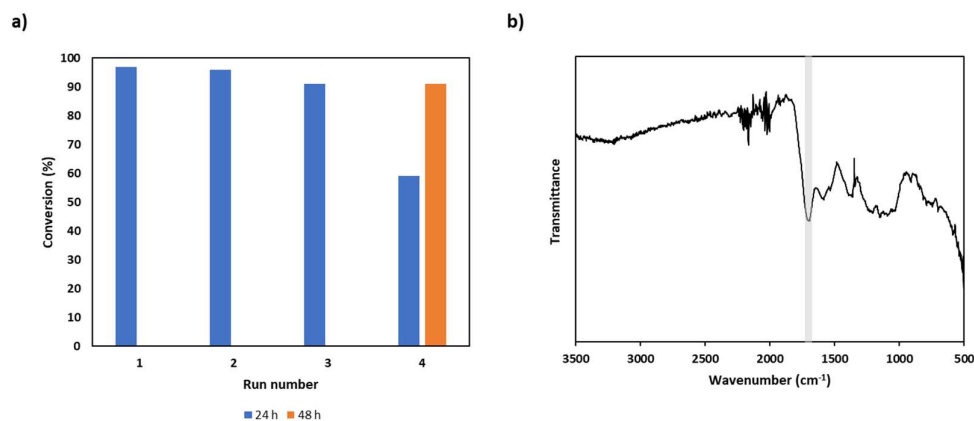 a)
100
90
80
70
60
50
40
30
20
10
0
Conversion (%)
1 2 3 4
Run number
24 h 48 h
b)
Transmittance
3500 3000 2500 2000 1500 1000 500
Wavenumber (cm⁻¹)